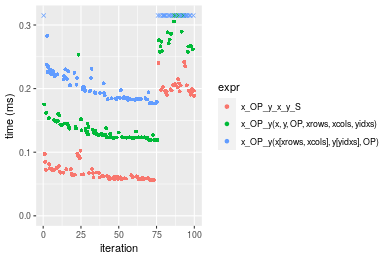 0.3
0.2
0.1
0.0
time (ms)
0
25
50
75
100
iteration
expr
x_OP_y_x_y_S
x_OP_y(x, y, OP, xrows, xcols, yidxs)
x_OP_y(x[xrows, xcols], y[yidxs], OP)